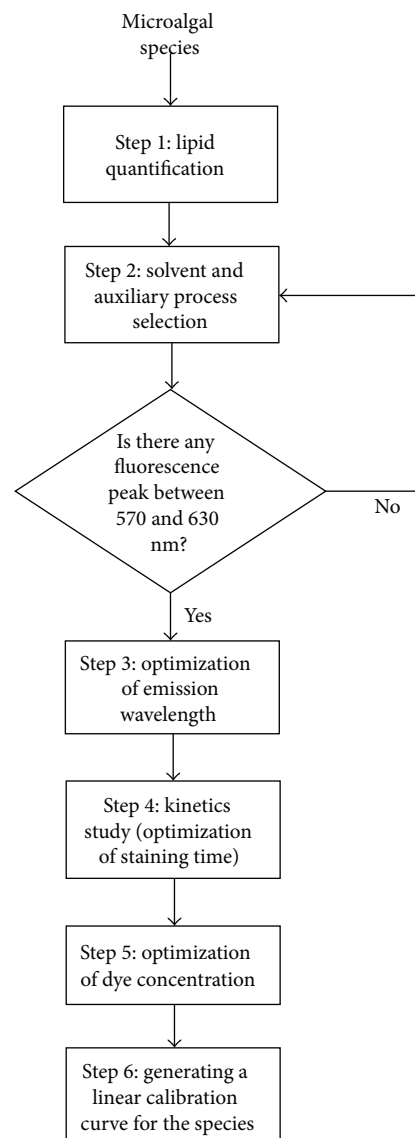 Microalgal
species
Step 1: lipid
quantification
Step 2: solvent and
auxiliary process
selection
Is there any
fluorescence
peak between
570 and 630
nm?
No
Yes
Step 3: optimization
of emission
wavelength
Step 4: kinetics
study (optimization
of staining time)
Step 5: optimization
of dye concentration
Step 6: generating a
linear calibration
curve for the species